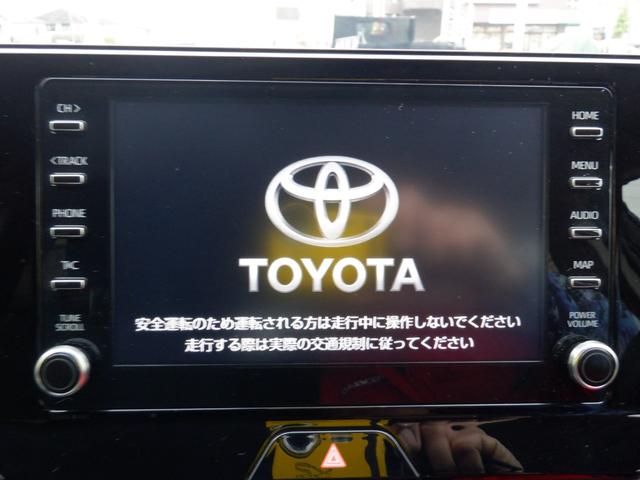 CH >
HOME
< TRACK
MENU
PHONE
AUDIO
T&C
MAP
TUNE
SCROLL
POWER
VOLUME
TOYOTA
安全運転のため運転される方は走行中に操作しないでください
走行する際は実際の交通規制に従ってください